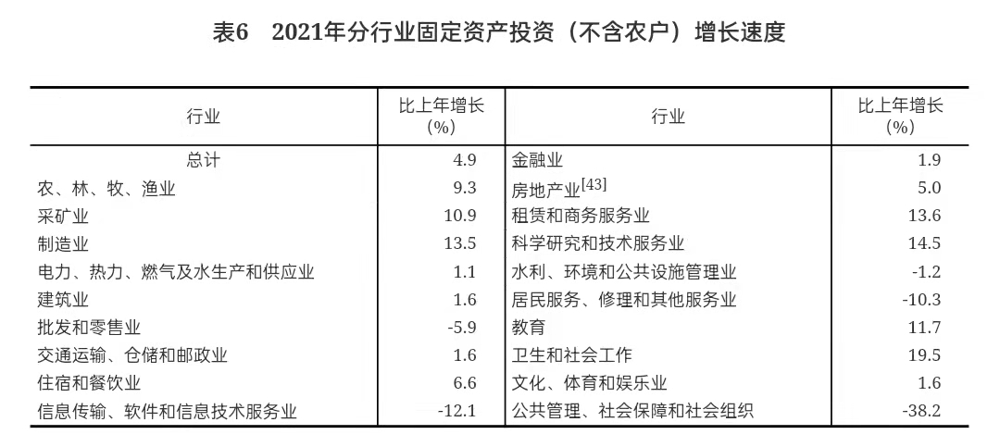 表6 2021年分行业固定资产投资（不含农户）增长速度
行业 比上年增长（%） 行业 比上年增长（%）
总计 4.9 金融业 1.9
农、林、牧、渔业 9.3 房地产业[43] 5.0
采矿业 10.9 租赁和商务服务业 13.6
制造业 13.5 科学研究和技术服务业 14.5
电力、热力、燃气及水生产和供应业 1.1 水利、环境和公共设施管理业 -1.2
建筑业 1.6 居民服务、修理和其他服务业 -10.3
批发和零售业 -5.9 教育 11.7
交通运输、仓储和邮政业 1.6 卫生和社会工作 19.5
住宿和餐饮业 6.6 文化、体育和娱乐业 1.6
信息传输、软件和信息技术服务业 -12.1 公共管理、社会保障和社会组织 -38.2